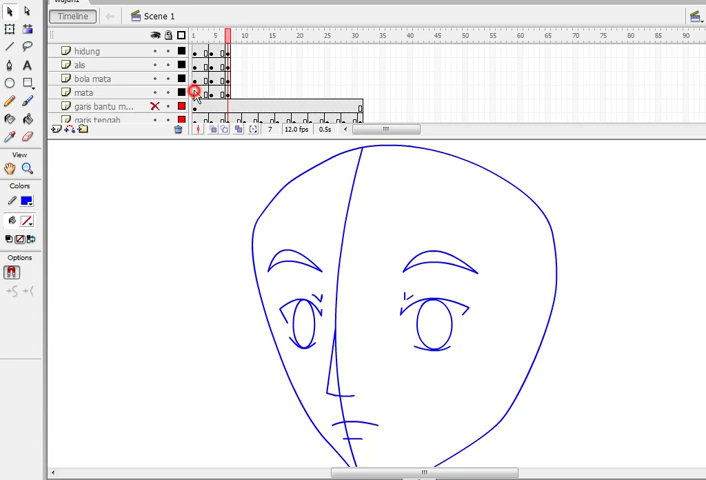 wajah2
Timeline
Scene 1
1 5 10 15 20 25 30 35 40 45 50 55 60 65 70 75 80 85 90
hidung
alis
bola mata
mata
garis bantu m...
garis tengah
7 12.0 fps 0.5s
Tools
View
Colors
Options